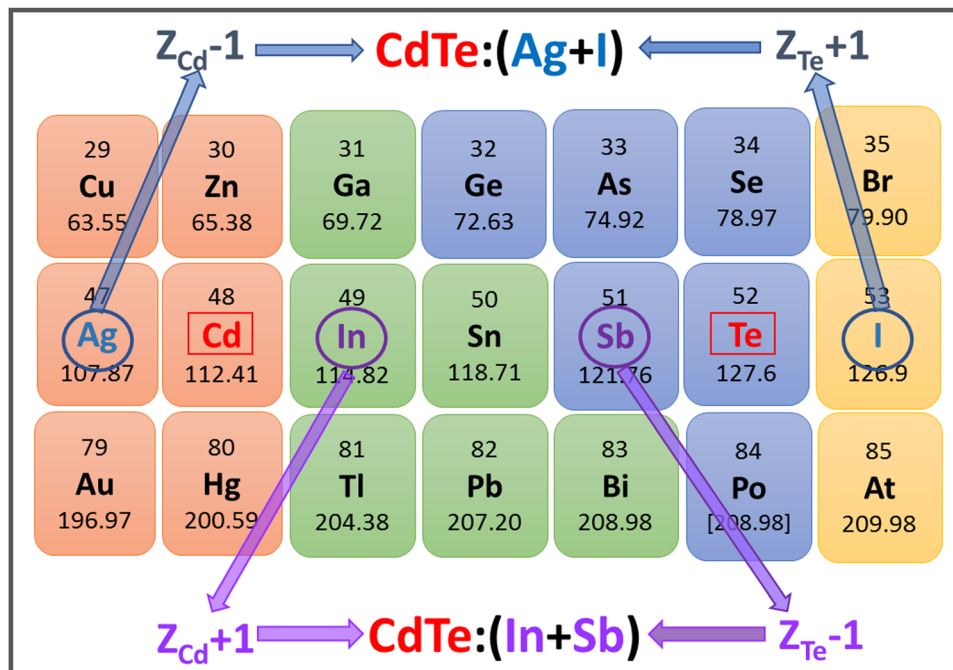 Z_Cd-1 CdTe:(Ag+I) Z_Te+1
29 30 31 32 33 34 35
Cu Zn Ga Ge As Se Br
63.55 65.38 69.72 72.63 74.92 78.97 79.90
47 48 49 50 51 52 53
Ag Cd In Sn Sb Te I
107.87 112.41 114.82 118.71 121.76 127.6 126.9
79 80 81 82 83 84 85
Au Hg Tl Pb Bi Po At
196.97 200.59 204.38 207.20 208.98 [208.98] 209.98
Z_Cd+1 CdTe:(In+Sb) Z_Te-1